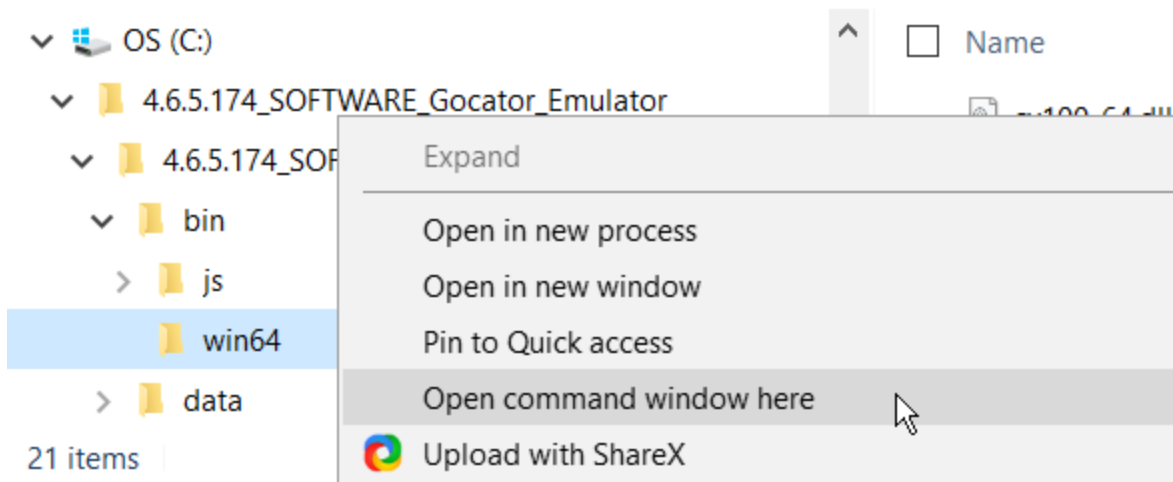 OS (C:)
Name
4.6.5.174_SOFTWARE_Gocator_Emulator
4.6.5.174_SOF
Expand
bin
Open in new process
js
Open in new window
win64
Pin to Quick access
data
Open command window here
21 items
Upload with ShareX